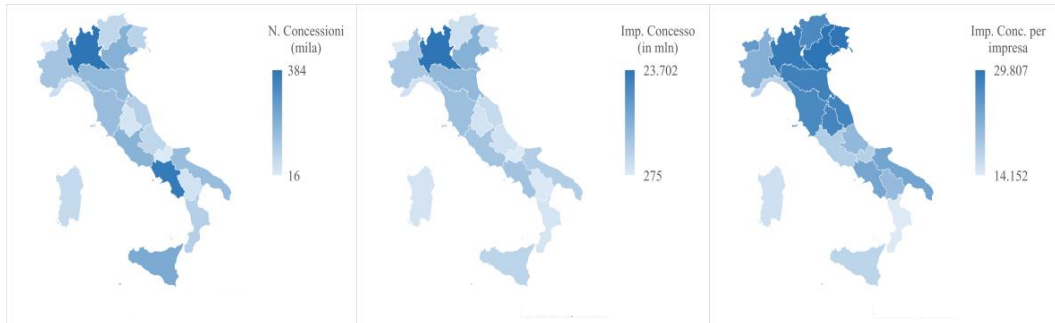 N. Concessioni
(mila)
384
16
Imp. Concesso
(in mln)
23.702
275
Imp. Conc. per
impresa
29.807
14.152